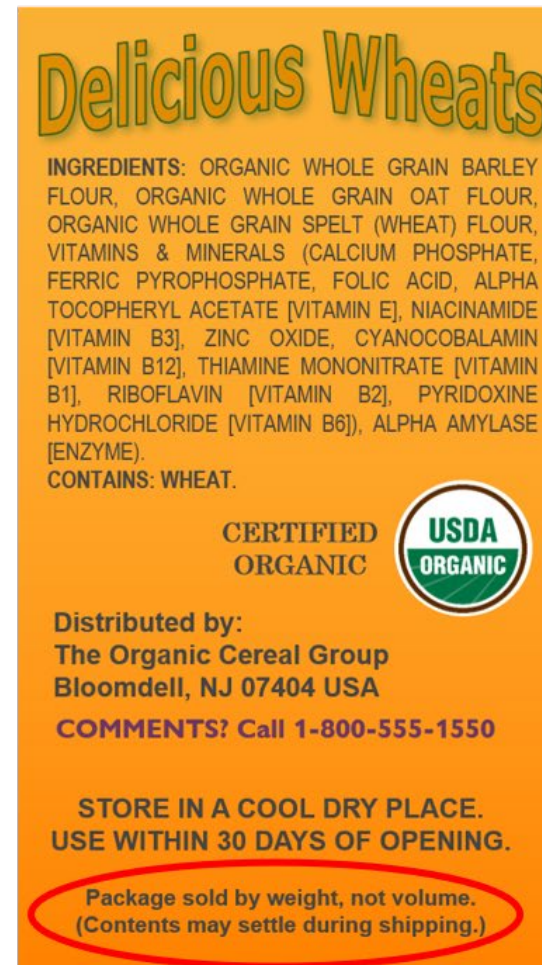 Delicious Wheats
INGREDIENTS: ORGANIC WHOLE GRAIN BARLEY
FLOUR, ORGANIC WHOLE GRAIN OAT FLOUR,
ORGANIC WHOLE GRAIN SPELT (WHEAT) FLOUR,
VITAMINS & MINERALS (CALCIUM PHOSPHATE,
FERRIC PYROPHOSPHATE, FOLIC ACID, ALPHA
TOCOPHERYL ACETATE [VITAMIN E], NIACINAMIDE
[VITAMIN B3], ZINC OXIDE, CYANOCOBALAMIN
[VITAMIN B12], THIAMINE MONONITRATE [VITAMIN
B1], RIBOFLAVIN [VITAMIN B2], PYRIDOXINE
HYDROCHLORIDE [VITAMIN B6]), ALPHA AMYLASE
[ENZYME).
CONTAINS: WHEAT.
CERTIFIED
ORGANIC
USDA
ORGANIC
Distributed by:
The Organic Cereal Group
Bloomdell, NJ 07404 USA
COMMENTS? Call 1-800-555-1550
STORE IN A COOL DRY PLACE.
USE WITHIN 30 DAYS OF OPENING.
Package sold by weight, not volume.
(Contents may settle during shipping.)